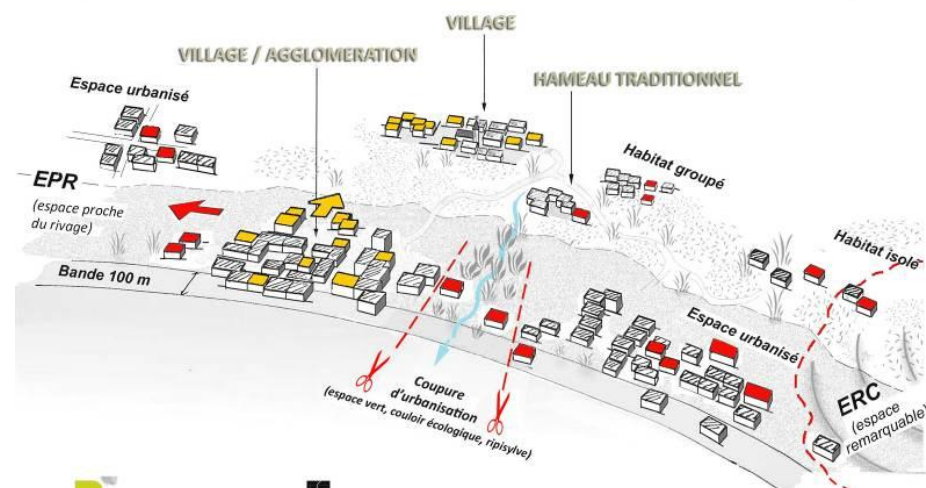 VILLAGE
VILLAGE / AGGLOMERATION
HAMEAU TRADITIONNEL
Espace urbanisé
Habitat groupé
EPR
(espace proche
du rivage)
Habitat isolé
Bande 100 m
Espace urbanisé
Coupure
d'urbanisation
(espace vert, couloir écologique, ripisylve)
ERC
(espace
remarquable)